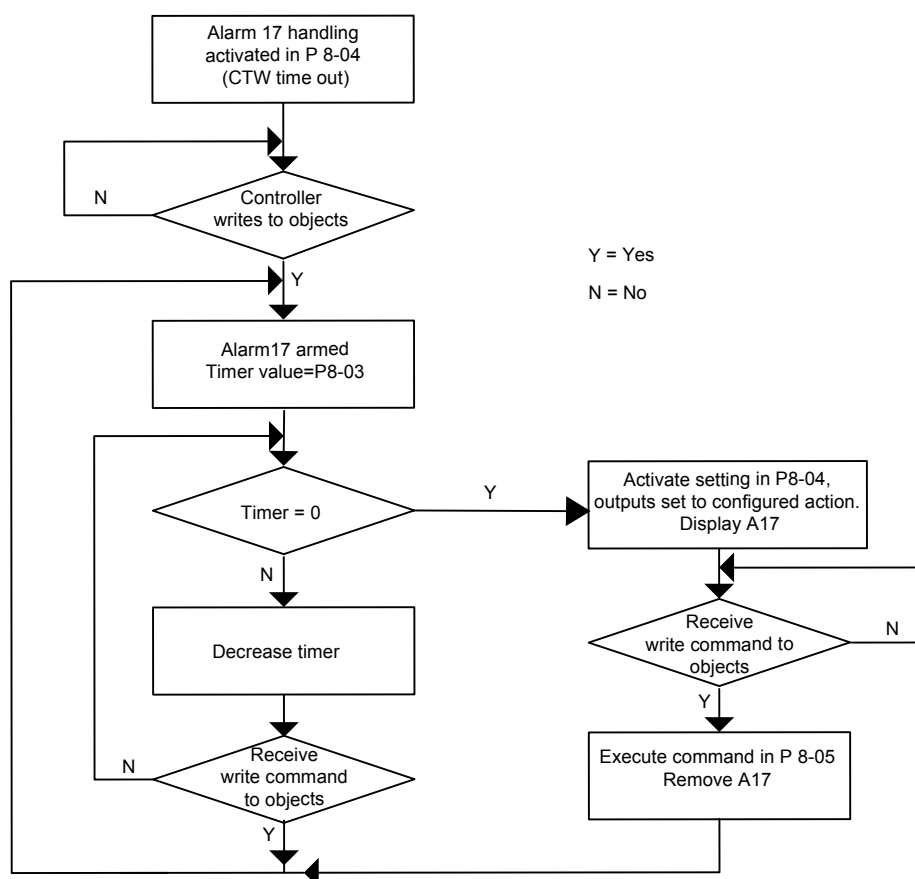 Alarm 17 handling
activated in P 8-04
(CTW time out)
N
Controller
writes to objects
Y
Y = Yes
N = No
Alarm17 armed
Timer value=P8-03
Timer = 0
Y
Activate setting in P8-04,
outputs set to configured action.
Display A17
N
Decrease timer
Receive
write command to
objects
N
Y
N
Receive
write command
to objects
Y
Execute command in P 8-05
Remove A17